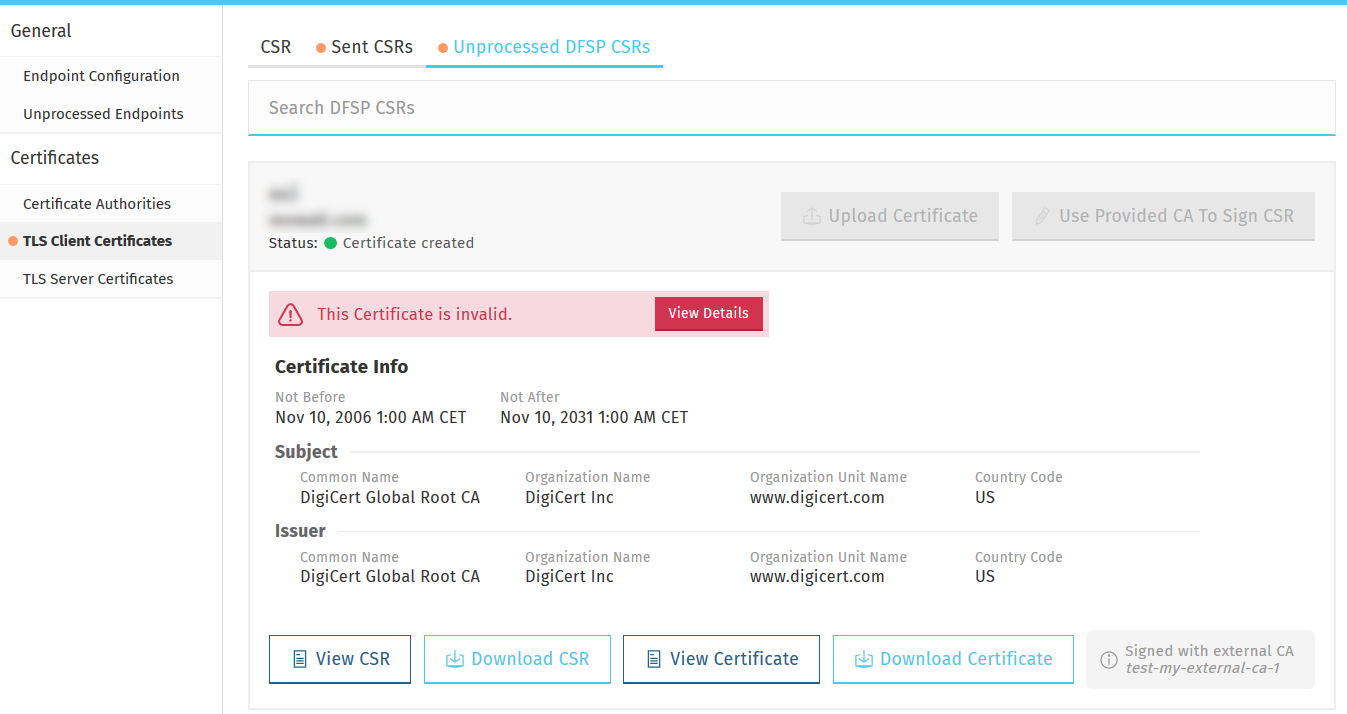 General
Endpoint Configuration
Unprocessed Endpoints
Certificates
Certificate Authorities
TLS Client Certificates
TLS Server Certificates
CSR Sent CSRs Unprocessed DFSP CSRs
Search DFSP CSRs
Status: Certificate created
Upload Certificate Use Provided CA To Sign CSR
This Certificate is invalid. View Details
Certificate Info
Not Before Not After
Nov 10, 2006 1:00 AM CET Nov 10, 2031 1:00 AM CET
Subject
Common Name Organization Name Organization Unit Name Country Code
DigiCert Global Root CA DigiCert Inc www.digicert.com US
Issuer
Common Name Organization Name Organization Unit Name Country Code
DigiCert Global Root CA DigiCert Inc www.digicert.com US
View CSR Download CSR View Certificate Download Certificate
Signed with external CA
test-my-external-ca-1